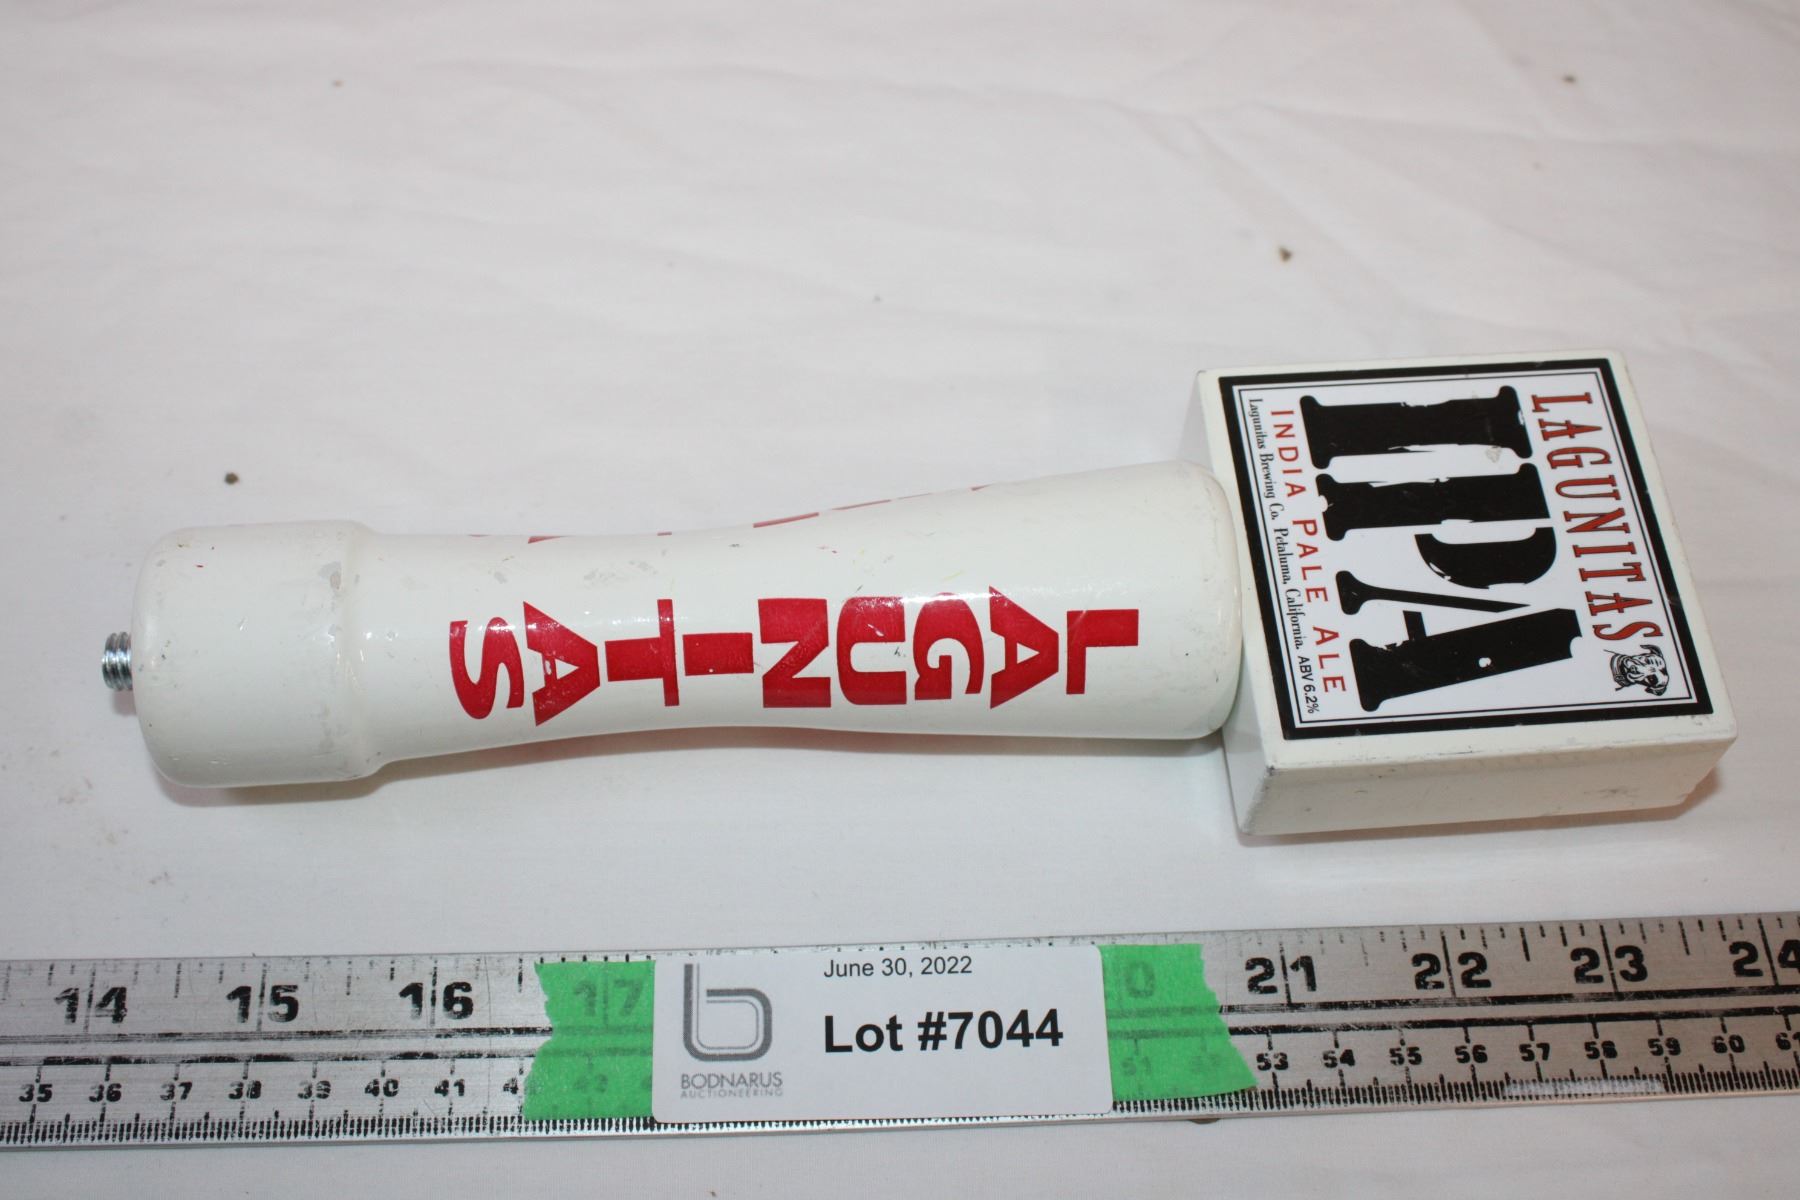 LAGUNITAS
LAGUNITAS
IPA
INDIA PALE ALE
Lagunitas Brewing Co. Petaluma, California. ABV 6.2%
14 15 16 17 21 22 23 24
35 36 37 38 39 40 41 53 54 55 56 57 58 59 60
June 30, 2022
Lot #7044
BODNARUS
AUCTIONEERING